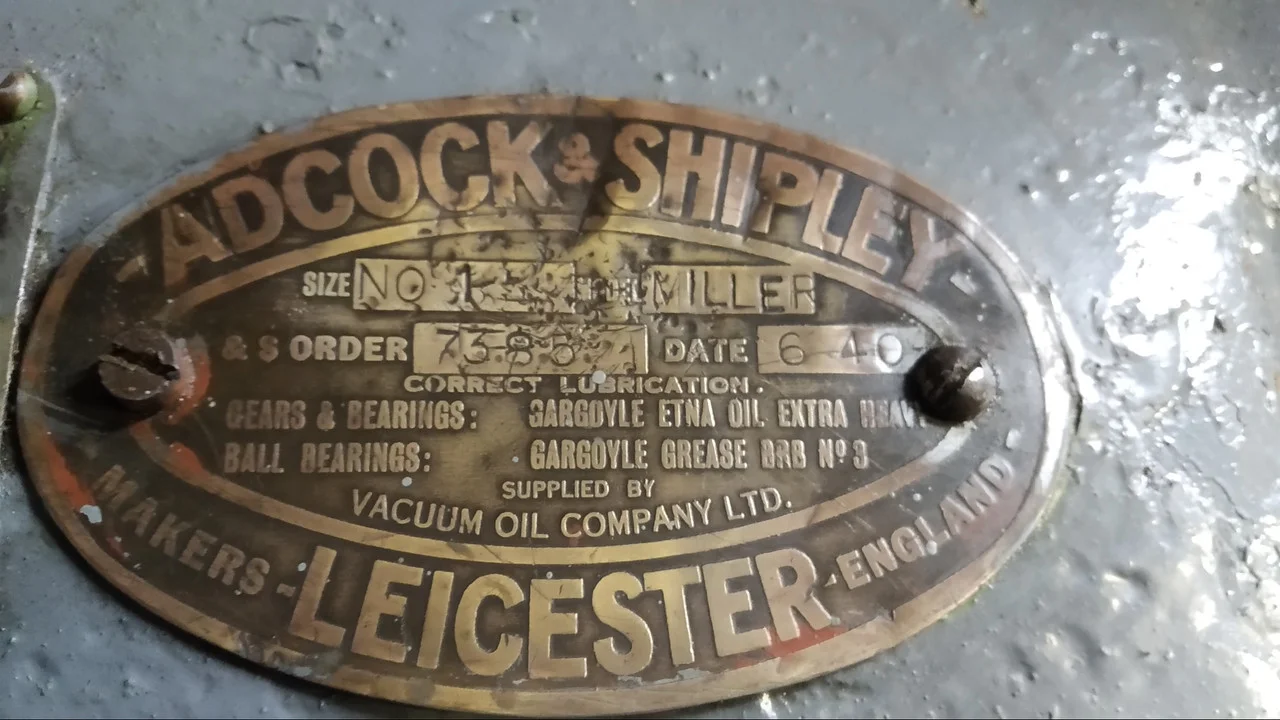 ADCOCK & SHIPLEY
SIZE NO 1 MILLER
& S ORDER DATE 6 40
CORRECT LUBRICATION.
GEARS & BEARINGS: GARGOYLE ETNA OIL EXTRA HEAVY
BALL BEARINGS: GARGOYLE GREASE BRB Nº 3
SUPPLIED BY
VACUUM OIL COMPANY LTD.
MAKERS - LEICESTER - ENGLAND -